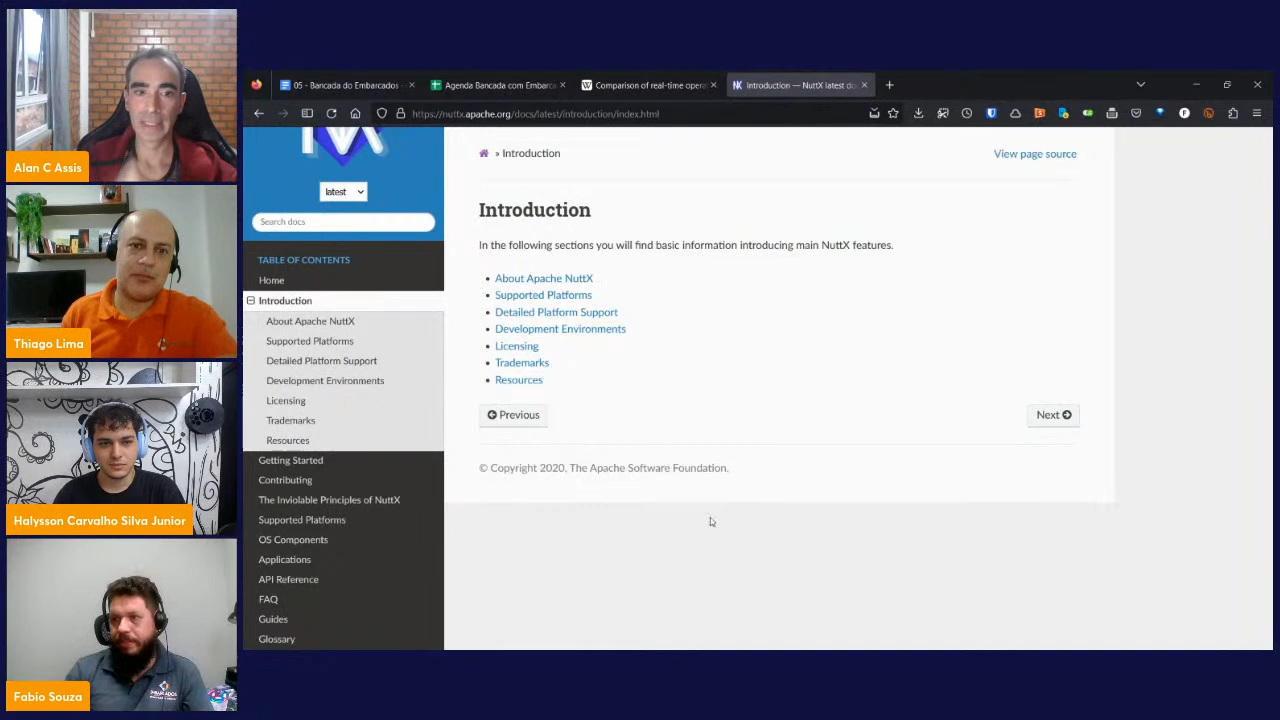 Alan C Assis
Thiago Lima
Halysson Carvalho Silva Junior
Fabio Souza
05 - Bancada do Embarcados
Agenda Bancada com Embarc
Comparison of real-time oper
Introduction — NuttX latest do
https://nuttx.apache.org/docs/latest/introduction/index.html
latest
Search docs
TABLE OF CONTENTS
Home
Introduction
About Apache NuttX
Supported Platforms
Detailed Platform Support
Development Environments
Licensing
Trademarks
Resources
Getting Started
Contributing
The Inviolable Principles of NuttX
Supported Platforms
OS Components
Applications
API Reference
FAQ
Guides
Glossary
» Introduction
View page source
Introduction
In the following sections you will find basic information introducing main NuttX features.
About Apache NuttX
Supported Platforms
Detailed Platform Support
Development Environments
Licensing
Trademarks
Resources
Previous
Next
© Copyright 2020, The Apache Software Foundation.